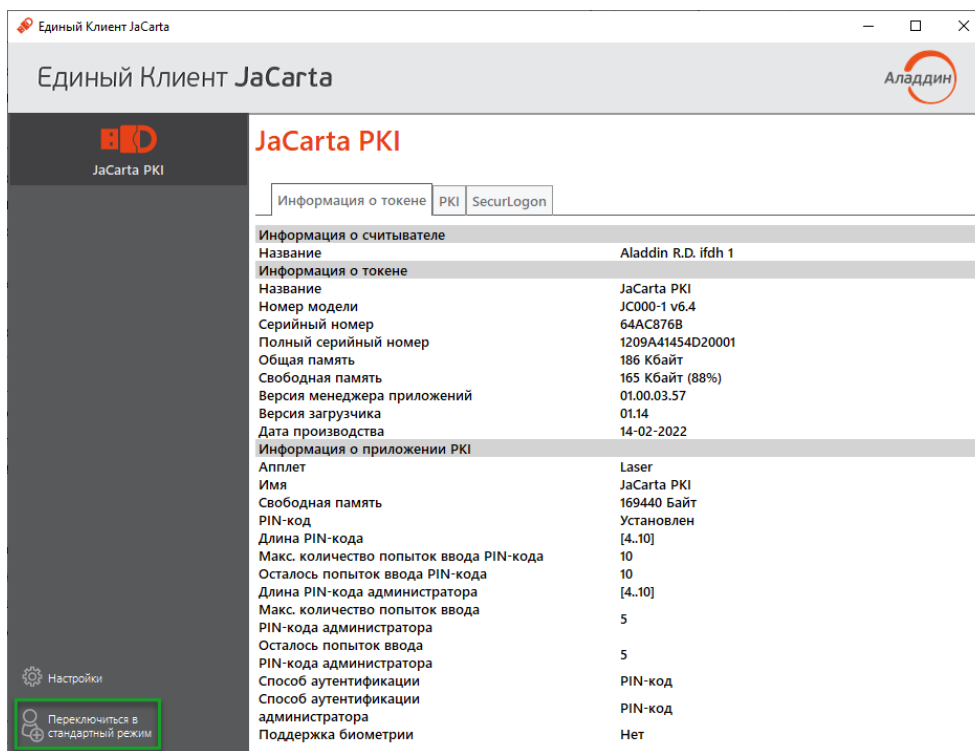 Единый Клиент JaCarta
Единый Клиент JaCarta
Аладдин
JaCarta PKI
JaCarta PKI
Информация о токене PKI SecurLogon
Информация о считывателе
Название Aladdin R.D. ifdh 1
Информация о токене
Название JaCarta PKI
Номер модели JC000-1 v6.4
Серийный номер 64AC876B
Полный серийный номер 1209A41454D20001
Общая память 186 Кбайт
Свободная память 165 Кбайт (88%)
Версия менеджера приложений 01.00.03.57
Версия загрузчика 01.14
Дата производства 14-02-2022
Информация о приложении PKI
Апплет Laser
Имя JaCarta PKI
Свободная память 169440 Байт
PIN-код Установлен
Длина PIN-кода [4..10]
Макс. количество попыток ввода PIN-кода 10
Осталось попыток ввода PIN-кода 10
Длина PIN-кода администратора [4..10]
Макс. количество попыток ввода
PIN-кода администратора 5
Осталось попыток ввода
PIN-кода администратора 5
Способ аутентификации PIN-код
Способ аутентификации
администратора PIN-код
Поддержка биометрии Нет
Настройки
Переключиться в
стандартный режим